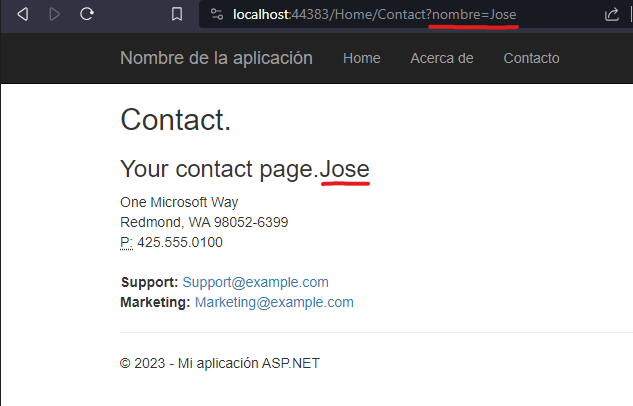 localhost:44383/Home/Contact?nombre=Jose
Nombre de la aplicación Home Acerca de Contacto
Contact.
Your contact page.Jose
One Microsoft Way
Redmond, WA 98052-6399
P: 425.555.0100
Support: Support@example.com
Marketing: Marketing@example.com
© 2023 - Mi aplicación ASP.NET